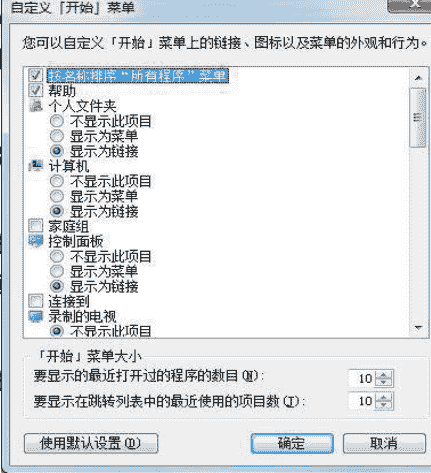 自定义「开始」菜单
您可以自定义「开始」菜单上的链接、图标以及菜单的外观和行为。
按名称排序“所有程序”菜单
帮助
个人文件夹
不显示此项目
显示为菜单
显示为链接
计算机
不显示此项目
显示为菜单
显示为链接
家庭组
控制面板
不显示此项目
显示为菜单
显示为链接
连接到
录制的电视
不显示此项目
「开始」菜单大小
要显示的最近打开过的程序的数目(N): 10
要显示在跳转列表中的最近使用的项目数(J): 10
使用默认设置(D) 确定 取消